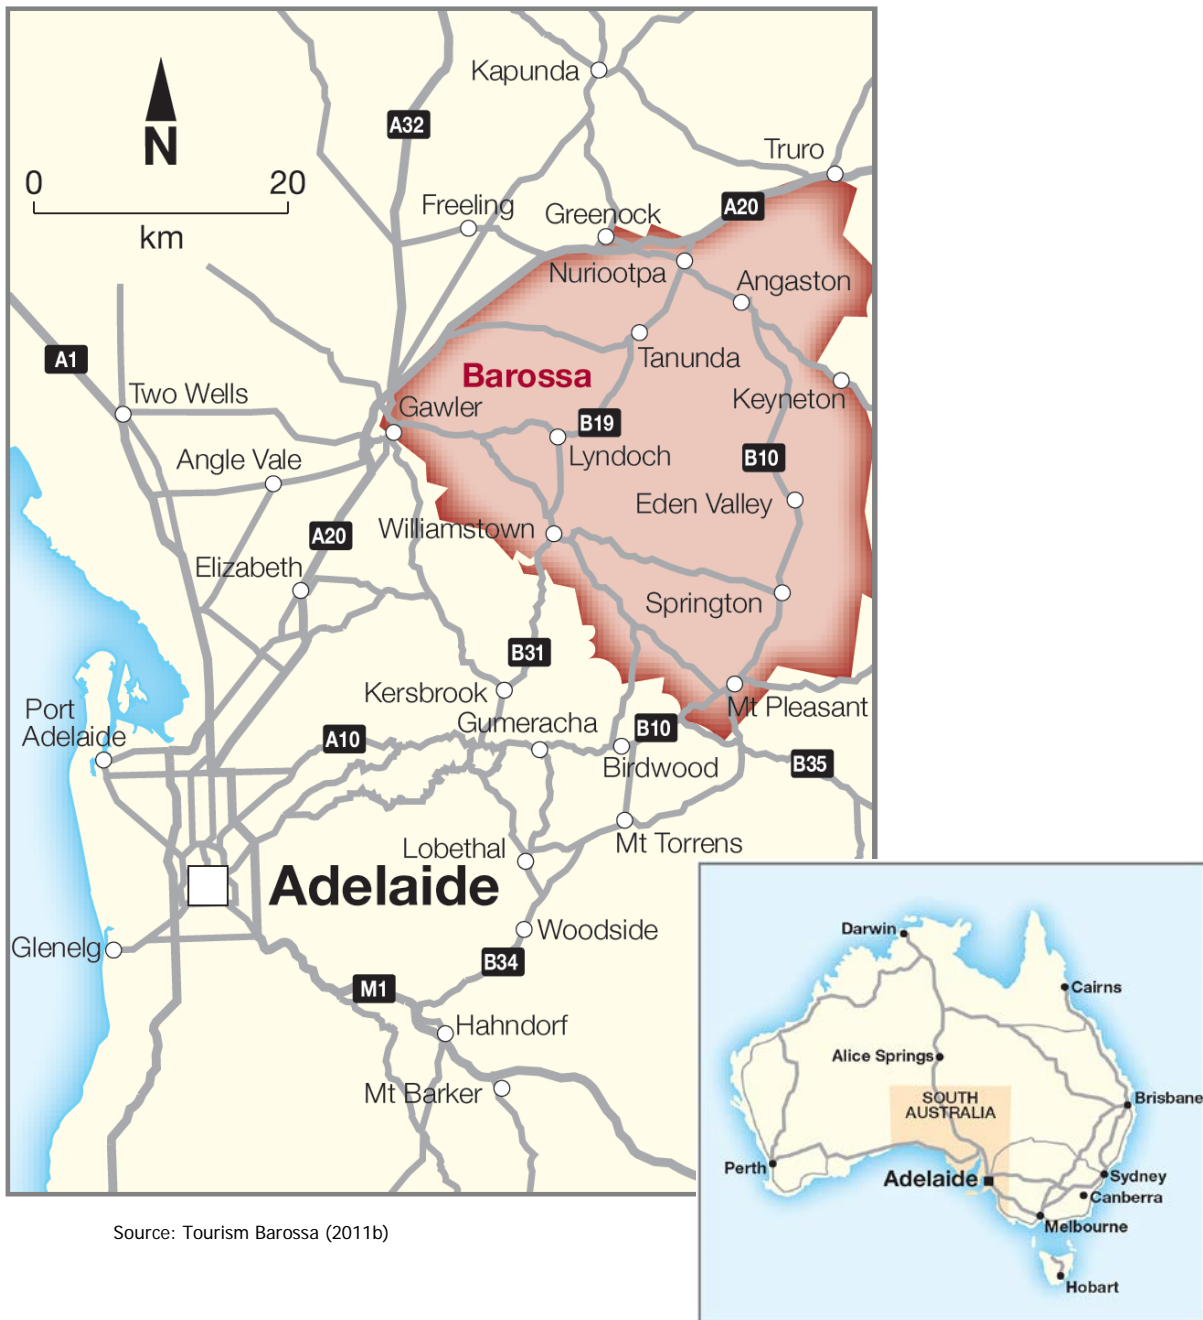 Kapunda
A32
Truro
N
0 20
km
Freeling
Greenock
A20
Nuriootpa
Angaston
A1
Tanunda
Barossa
Two Wells
Gawler
Keyneton
B19
Lyndoch
B10
Angle Vale
Eden Valley
Williamstown
A20
Elizabeth
Springton
B31
Kersbrook
Mt Pleasant
Port
Adelaide
Gumeracha
B10
A10
Birdwood
B35
Mt Torrens
Lobethal
Adelaide
Woodside
Glenelg
B34
M1
Hahndorf
Mt Barker
Darwin
Cairns
Alice Springs
SOUTH
AUSTRALIA
Brisbane
Perth
Adelaide
Sydney
Canberra
Melbourne
Hobart
Source: Tourism Barossa (2011b)